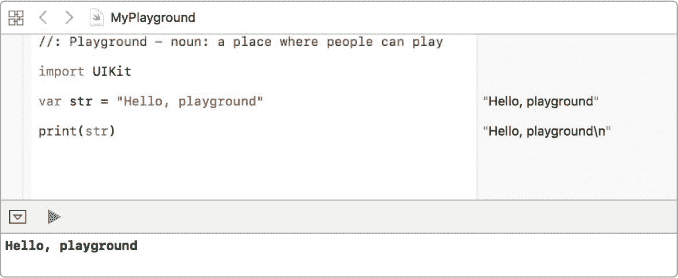 MyPlayground
//: Playground – noun: a place where people can play
import UIKit
var str = "Hello, playground"
"Hello, playground"
print(str)
"Hello, playground\n"
Hello, playground